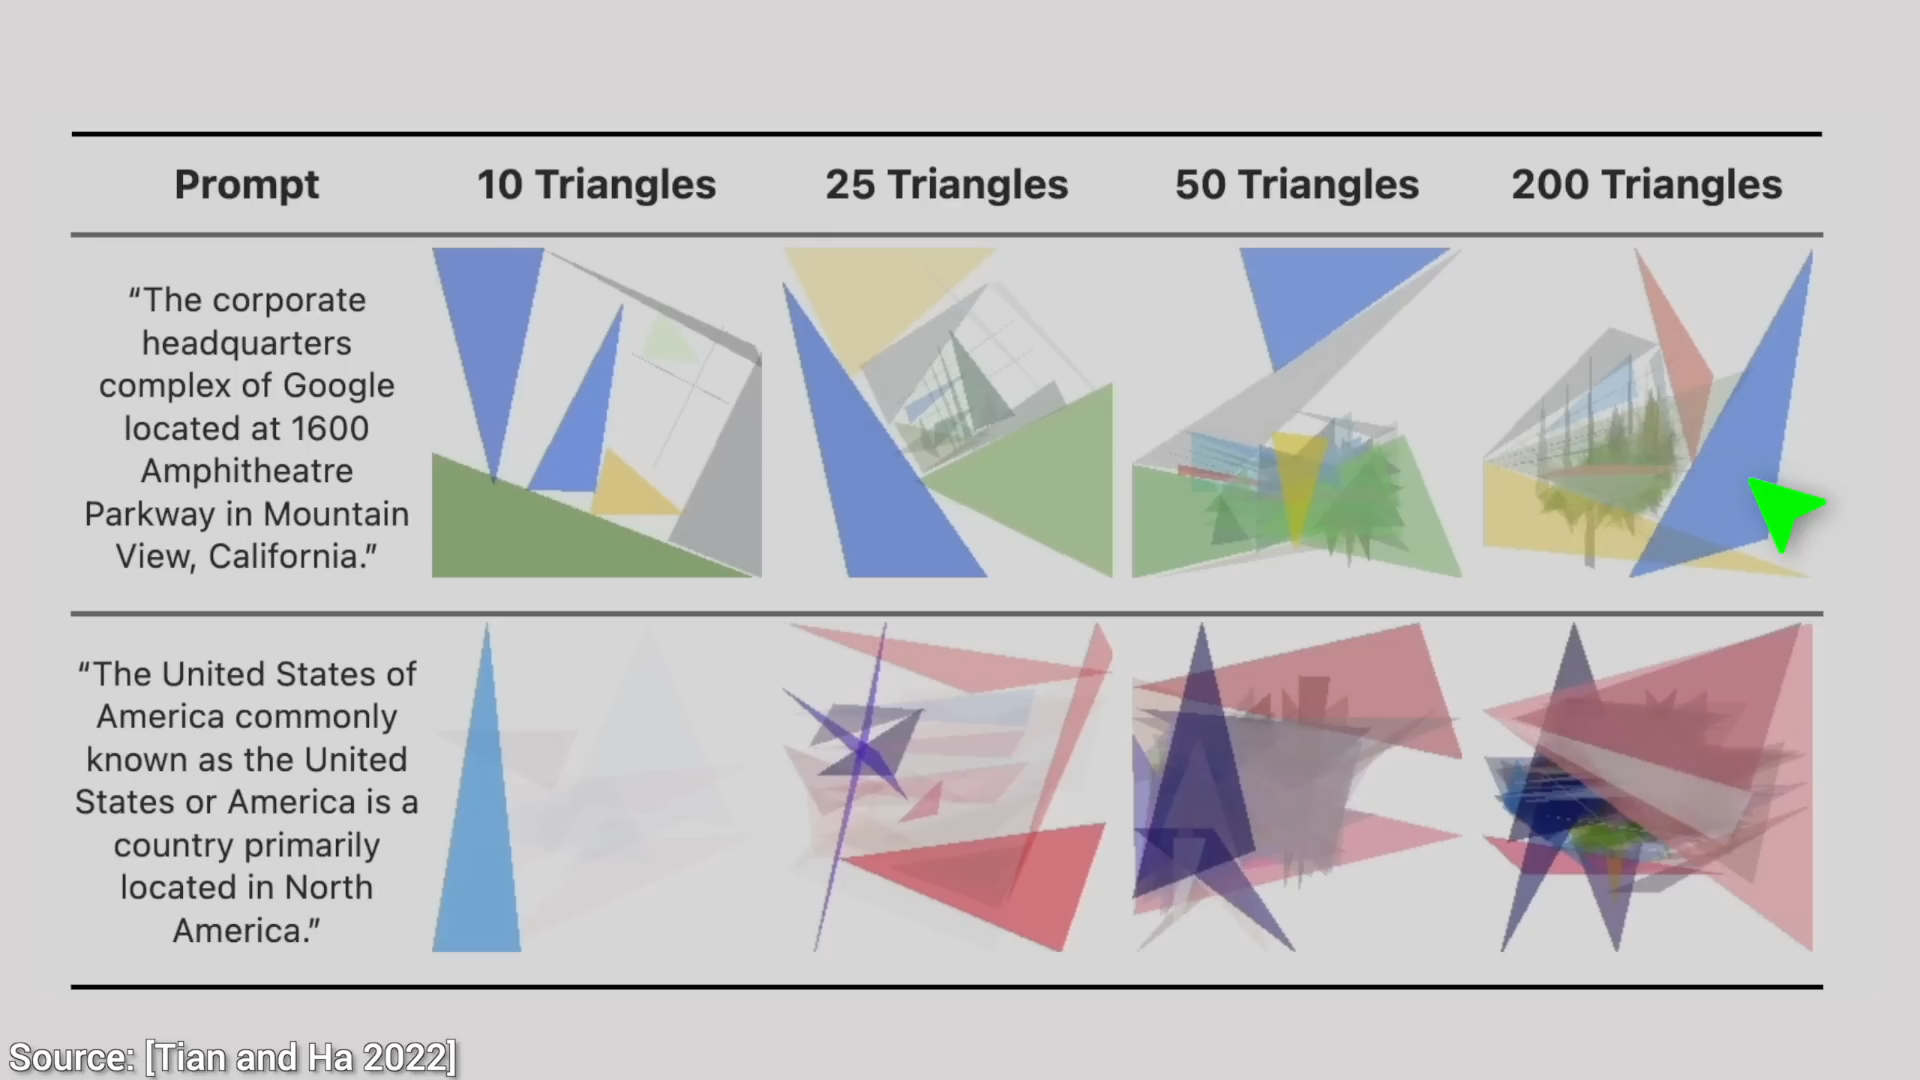 Prompt
10 Triangles
25 Triangles
50 Triangles
200 Triangles
“The corporate
headquarters
complex of Google
located at 1600
Amphitheatre
Parkway in Mountain
View, California.”
“The United States of
America commonly
known as the United
States or America is a
country primarily
located in North
America.”
Source: [Tian and Ha 2022]